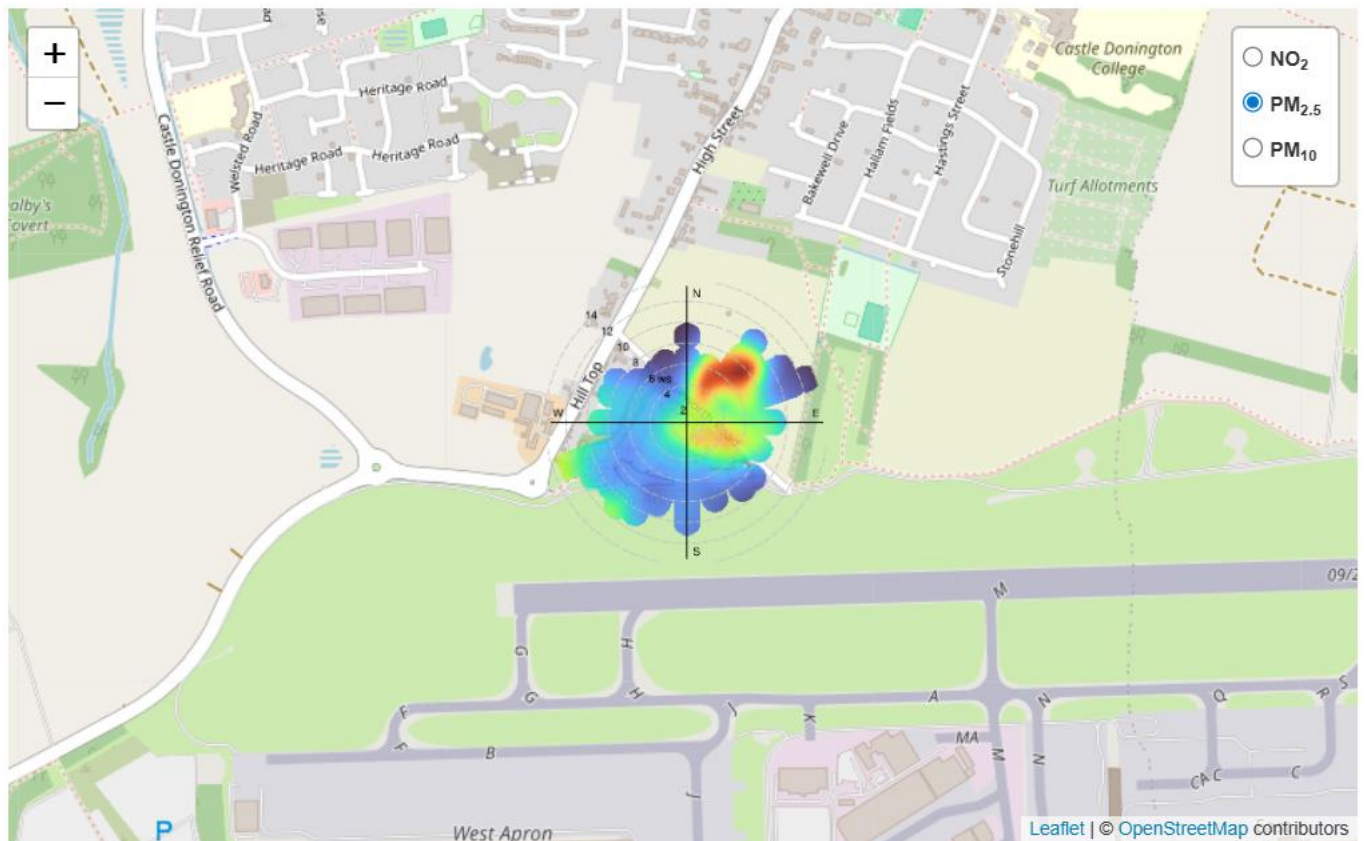 +
−
NO2
PM2.5
PM10
Castle Donington
College
Heritage Road
Heritage Road
Heritage Road
Welsted Road
Castle Donington Relief Road
High Street
Bakewell Drive
Hallam Fields
Hastings Street
Stonehill
Turf Allotments
overt
Hill Top
N
14
12
10
8
6 ws
4
2
W
E
S
09/2
M
G
H
G
H
F
F
J
A
K
N
Q
R
S
B
MA
M
N
J
CA
C
C
P
West Apron
Leaflet | © OpenStreetMap contributors